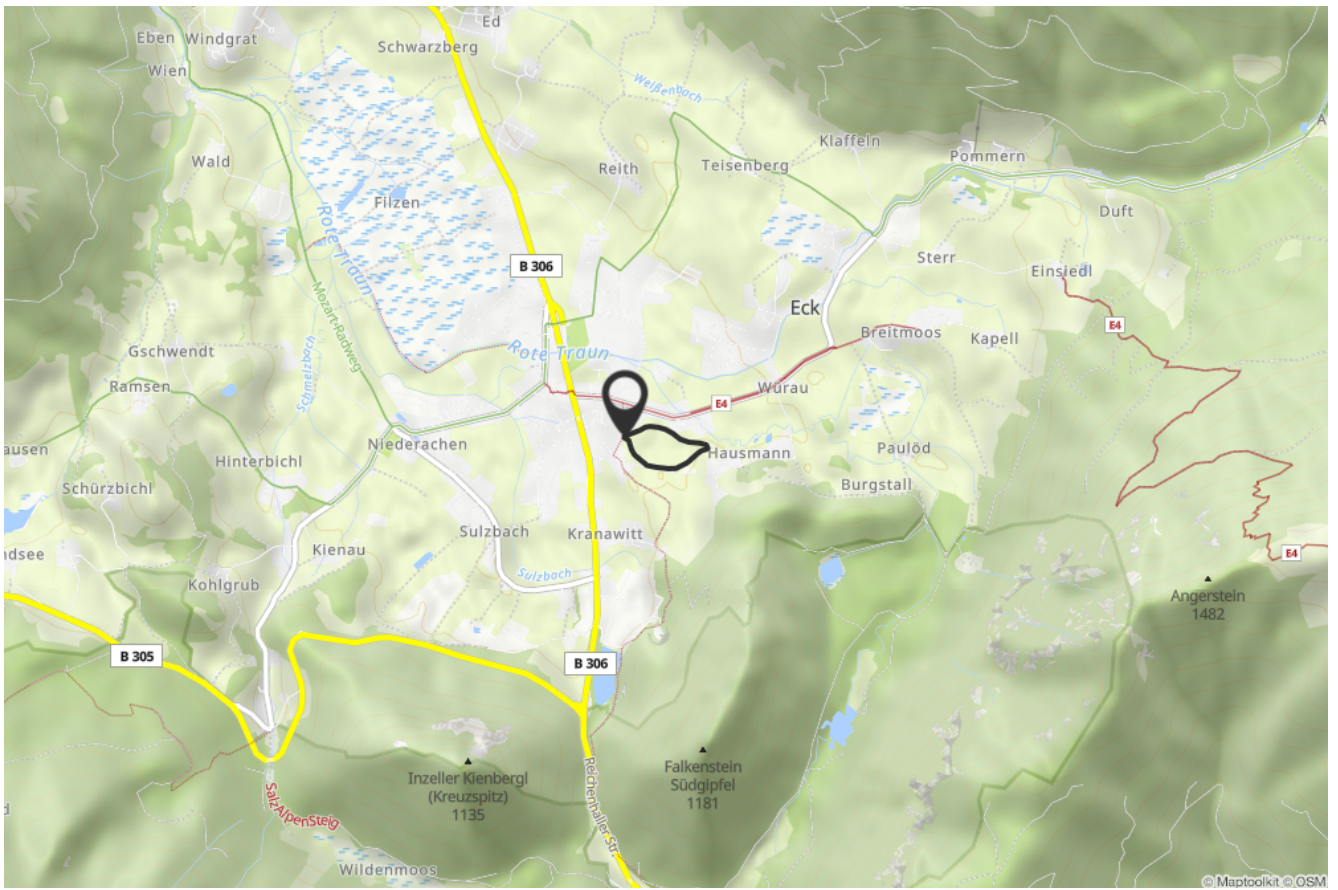 Ed
Eben
Windgrat
Schwarzberg
Wien
Weißenbach
Klaffeln
Wald
Reith
Teisenberg
Pommern
Filzen
Rote Traun
Duft
Sterr
B 306
Einsiedl
Mozart-Radweg
Eck
E4
Breitmoos
Kapell
Gschwendt
Schmelzbach
Rote Traun
Ramsen
Wurau
E4
Niederachen
Hausmann
Paulöd
ausen
Hinterbichl
Schürzbichl
Burgstall
Sulzbach
Kranawitt
ndsee
Kienau
E4
Sulzbach
Kohlgrub
Angerstein
1482
B 305
B 306
Inzeller Kienbergl
(Kreuzspitz)
1135
Falkenstein
Südgipfel
1181
Reichenhaller Str.
SalzAlpenSteig
Wildenmoos
© Maptoolkit © OSM